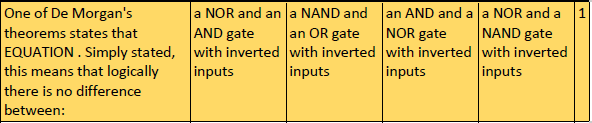 One of De Morgan's
theorems states that
EQUATION . Simply stated,
this means that logically
there is no difference
between:
a NOR and an
AND gate
with inverted
inputs
a NAND and
an OR gate
with inverted
inputs
an AND and a
NOR gate
with inverted
inputs
a NOR and a
NAND gate
with inverted
inputs
1